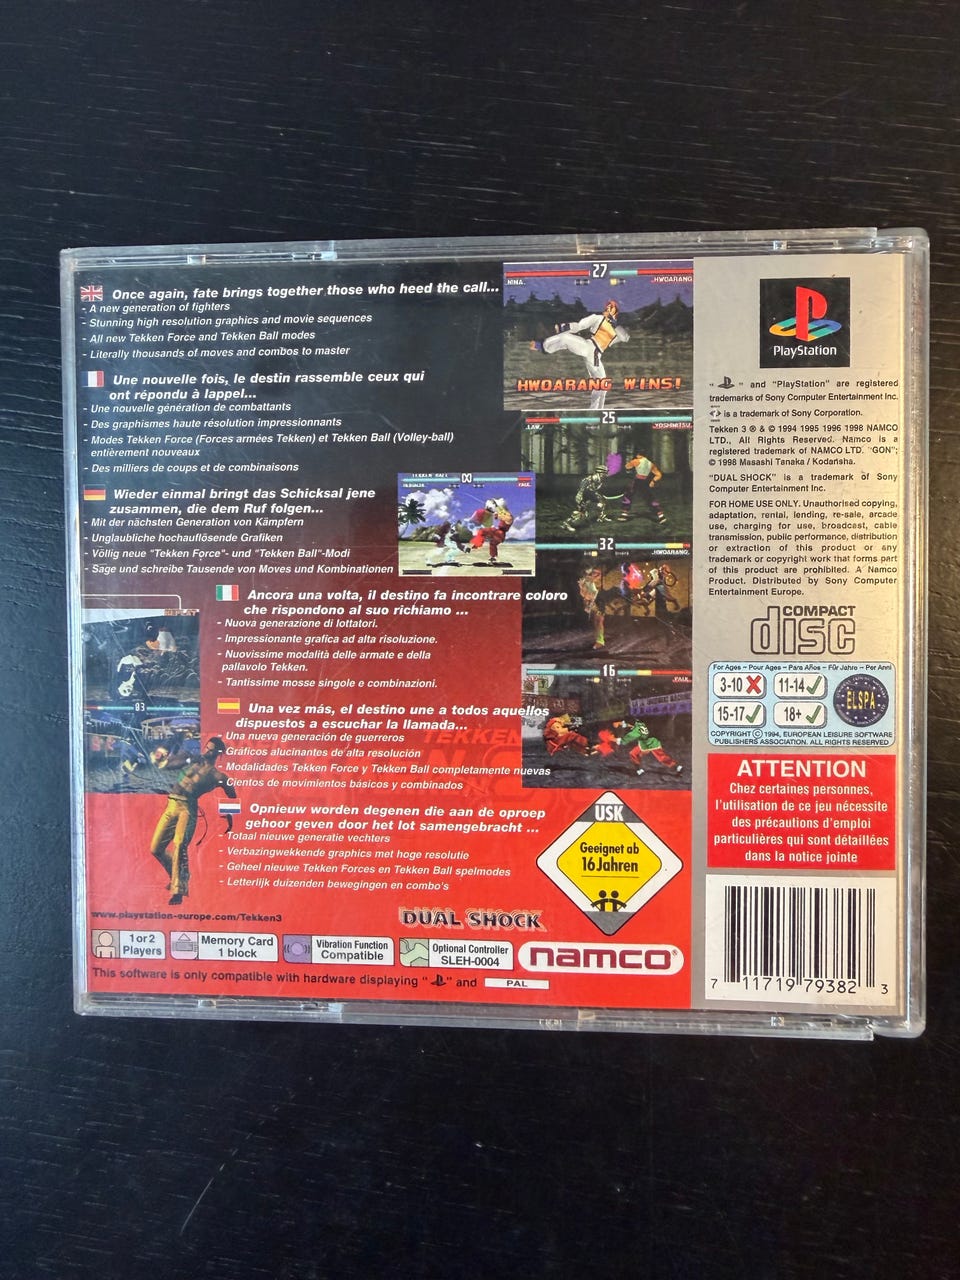 Once again, fate brings together those who heed the call...
- A new generation of fighters
- Stunning high resolution graphics and movie sequences
- All new Tekken Force and Tekken Ball modes
- Literally thousands of moves and combos to master
Une nouvelle fois, le destin rassemble ceux qui
ont répondu à lappel...
- Une nouvelle génération de combattants
- Des graphismes haute résolution impressionnants
- Modes Tekken Force (Forces armées Tekken) et Tekken Ball (Volley-ball)
entièrement nouveaux
- Des milliers de coups et de combinaisons
Wieder einmal bringt das Schicksal jene
zusammen, die dem Ruf folgen...
- Mit der nächsten Generation von Kämpfern
- Unglaubliche hochauflösende Grafiken
- Völlig neue "Tekken Force"- und "Tekken Ball"-Modi
- Sage und schreibe Tausende von Moves und Kombinationen
Ancora una volta, il destino fa incontrare coloro
che rispondono al suo richiamo ...
- Nuova generazione di lottatori.
- Impressionante grafica ad alta risoluzione.
- Nuovissime modalità delle armate e della
pallavolo Tekken.
- Tantissime mosse singole e combinazioni.
Una vez más, el destino une a todos aquellos
dispuestos a escuchar la llamada...
- Una nueva generación de guerreros
- Gráficos alucinantes de alta resolución
- Modalidades Tekken Force y Tekken Ball completamente nuevas
- Cientos de movimientos básicos y combinados
Opnieuw worden degenen die aan de oproep
gehoor geven door het lot samengebracht ...
- Totaal nieuwe generatie vechters
- Verbazingwekkende graphics met hoge resolutie
- Geheel nieuwe Tekken Forces en Tekken Ball spelmodes
- Letterlijk duizenden bewegingen en combo's
27
NINA.
HWOARANG
HWOARANG WINS!
25
LAW.
YOSHIMITSU
PAUL
32
HWOARANG
16
PAUL
REPEAT
83
TEKKEN
www.playstation-europe.com/Tekken3
DUAL SHOCK
1 or 2
Players
Memory Card
1 block
Vibration Function
Compatible
Optional Controller
SLEH-0004
namco®
This software is only compatible with hardware displaying " " and PAL
USK
Geeignet ab
16 Jahren
PlayStation
" " and "PlayStation" are registered
trademarks of Sony Computer Entertainment Inc.
is a trademark of Sony Corporation.
Tekken 3 ® & © 1994 1995 1996 1998 NAMCO
LTD., All Rights Reserved. Namco is a
registered trademark of NAMCO LTD. "GON";
© 1998 Masashi Tanaka / Kodansha.
"DUAL SHOCK" is a trademark of Sony
Computer Entertainment Inc.
FOR HOME USE ONLY. Unauthorised copying,
adaptation, rental, lending, re-sale, arcade
use, charging for use, broadcast, cable
transmission, public performance, distribution
or extraction of this product or any
trademark or copyright work that forms part
of this product are prohibited. A Namco
Product. Distributed by Sony Computer
Entertainment Europe.
COMPACT
disc
For Ages - Pour Ages - Para Años - Für Jahre - Per Anni
3-10 11-14
15-17 18+
ELSPA
COPYRIGHT © 1994, EUROPEAN LEISURE SOFTWARE
PUBLISHERS ASSOCIATION. ALL RIGHTS RESERVED
ATTENTION
Chez certaines personnes,
l'utilisation de ce jeu nécessite
des précautions d'emploi
particulières qui sont détaillées
dans la notice jointe
7 11719 79382 3